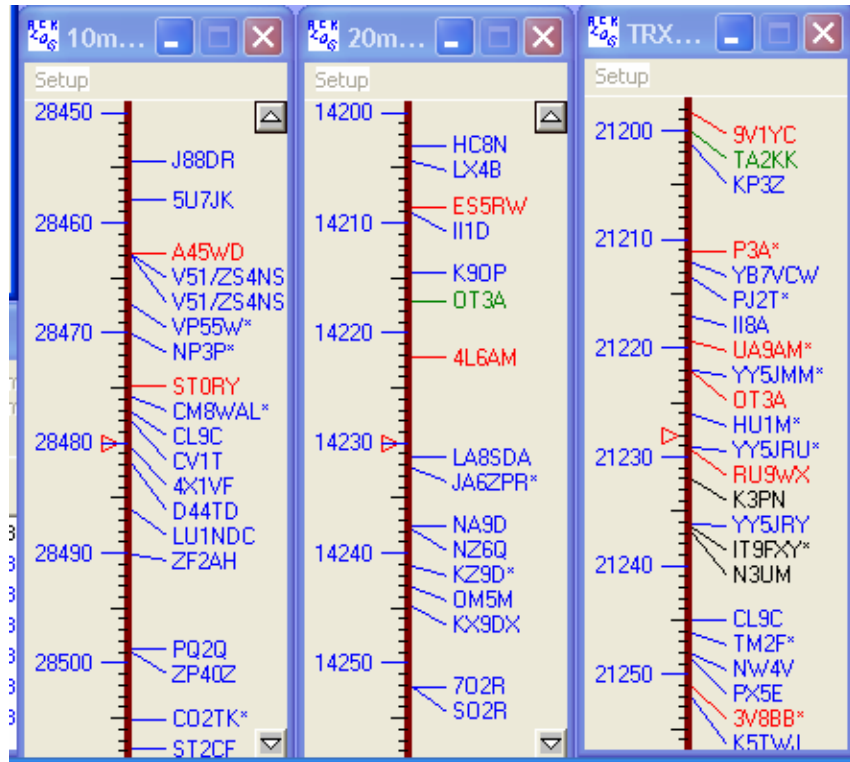 10m...
Setup
28450
J88DR
5U7JK
28460
A45WD
V51/ZS4NS
V51/ZS4NS
VP55W*
28470
NP3P*
ST0RY
CM8WAL*
CL9C
28480
CV1T
4X1VF
D44TD
LU1NDC
28490
ZF2AH
PQ2Q
28500
ZP40Z
CO2TK*
ST2CF
20m...
Setup
14200
HC8N
LX4B
ES5RW
14210
II1D
K9OP
OT3A
14220
4L6AM
14230
LA8SDA
JA6ZPR*
NA9D
14240
NZ6Q
KZ9D*
OM5M
KX9DX
14250
7O2R
SO2R
TRX...
Setup
21200
9V1YC
TA2KK
KP3Z
21210
P3A*
YB7VCW
PJ2T*
II8A
21220
UA9AM*
YY5JMM*
OT3A
HU1M*
YY5JRU*
21230
RU9WX
K3PN
YY5JRY
IT9FXY*
21240
N3UM
CL9C
TM2F*
NW4V
21250
PX5E
3V8BB*
K5TWJ